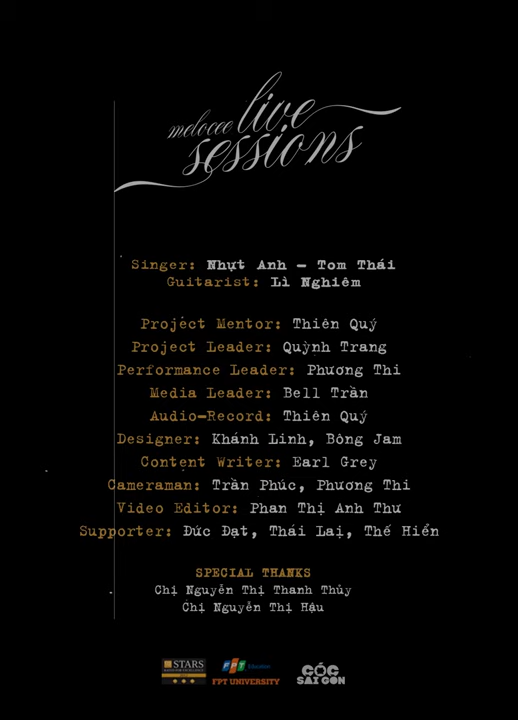 melocee live
sessions
Singer: Nhựt Anh - Tom Thái
Guitarist: Lì Nghiêm
Project Mentor: Thiên Quý
Project Leader: Quỳnh Trang
Performance Leader: Phương Thi
Media Leader: Bell Trần
Audio-Record: Thiên Quý
Designer: Khánh Linh, Bông Jam
Content Writer: Earl Grey
Cameraman: Trần Phúc, Phương Thi
Video Editor: Phan Thị Anh Thư
Supporter: Đức Đạt, Thái Lai, Thế Hiển
SPECIAL THANKS
Chị Nguyễn Thị Thanh Thủy
Chị Nguyễn Thị Hậu
STARS
FPT Education
FPT UNIVERSITY
GÓC
SÀI GÒN